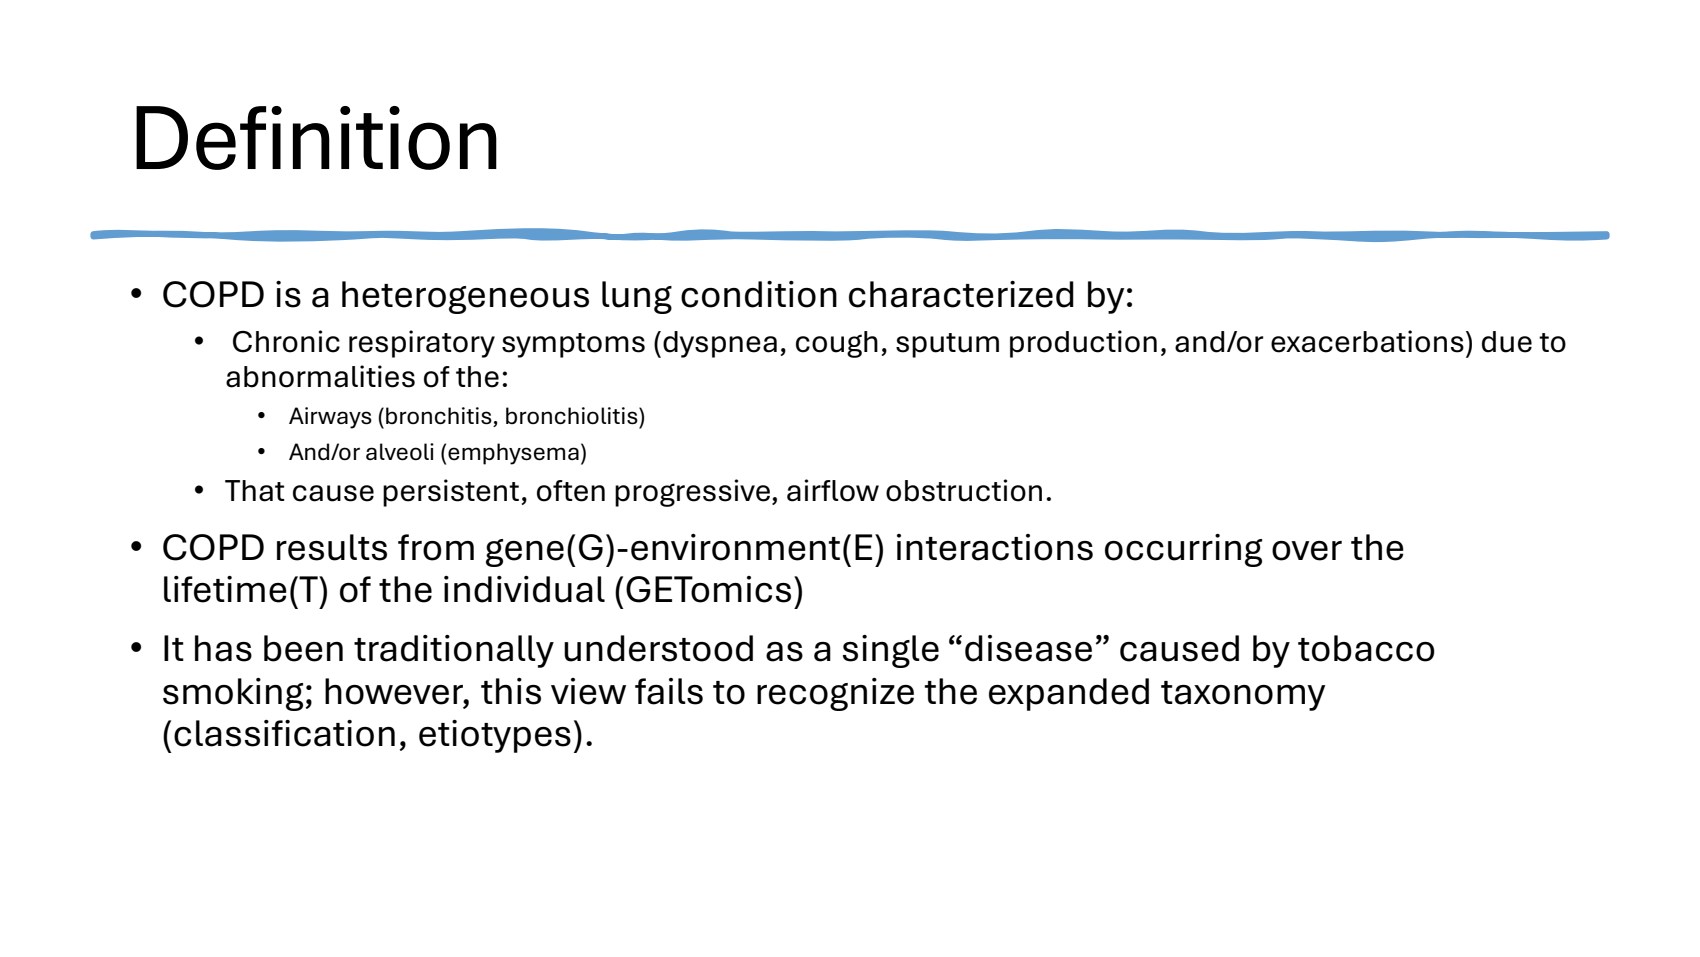 Definition
• COPD is a heterogeneous lung condition characterized by:
• Chronic respiratory symptoms (dyspnea, cough, sputum production, and/or exacerbations) due to
abnormalities of the:
• Airways (bronchitis, bronchiolitis)
• And/or alveoli (emphysema)
• That cause persistent, often progressive, airflow obstruction.
• COPD results from gene(G)-environment(E) interactions occurring over the
lifetime(T) of the individual (GETomics)
• It has been traditionally understood as a single “disease” caused by tobacco
smoking; however, this view fails to recognize the expanded taxonomy
(classification, etiotypes).